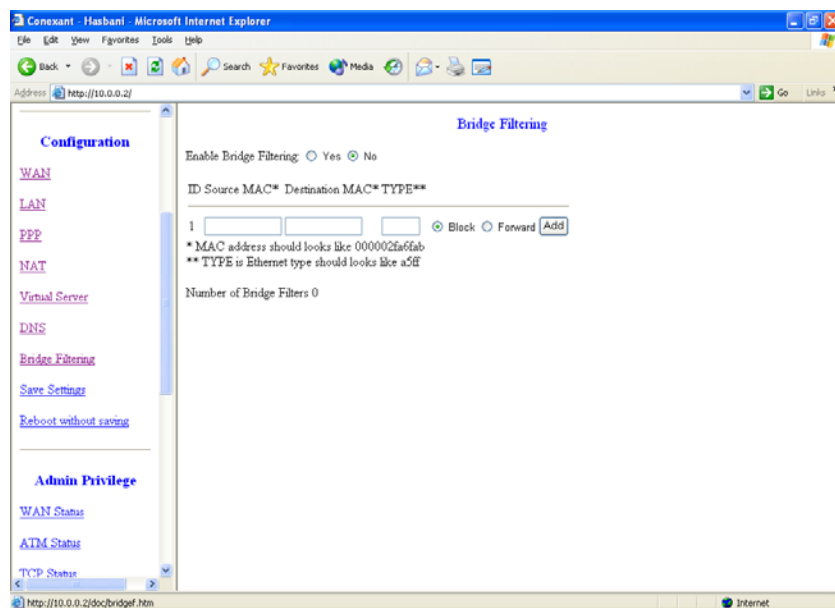 Conexant - Hasbani - Microsoft Internet Explorer
File Edit View Favorites Tools Help
Back Search Favorites Media
Address http://10.0.0.2/ Go Links
Configuration
WAN
LAN
PPP
NAT
Virtual Server
DNS
Bridge Filtering
Save Settings
Reboot without saving
Admin Privilege
WAN Status
ATM Status
TCP Status
Bridge Filtering
Enable Bridge Filtering: Yes No
ID Source MAC* Destination MAC* TYPE**
1 Block Forward Add
* MAC address should looks like 000002fa6fab
** TYPE is Ethernet type should looks like a5ff
Number of Bridge Filters 0
http://10.0.0.2/doc/bridgef.htm Internet